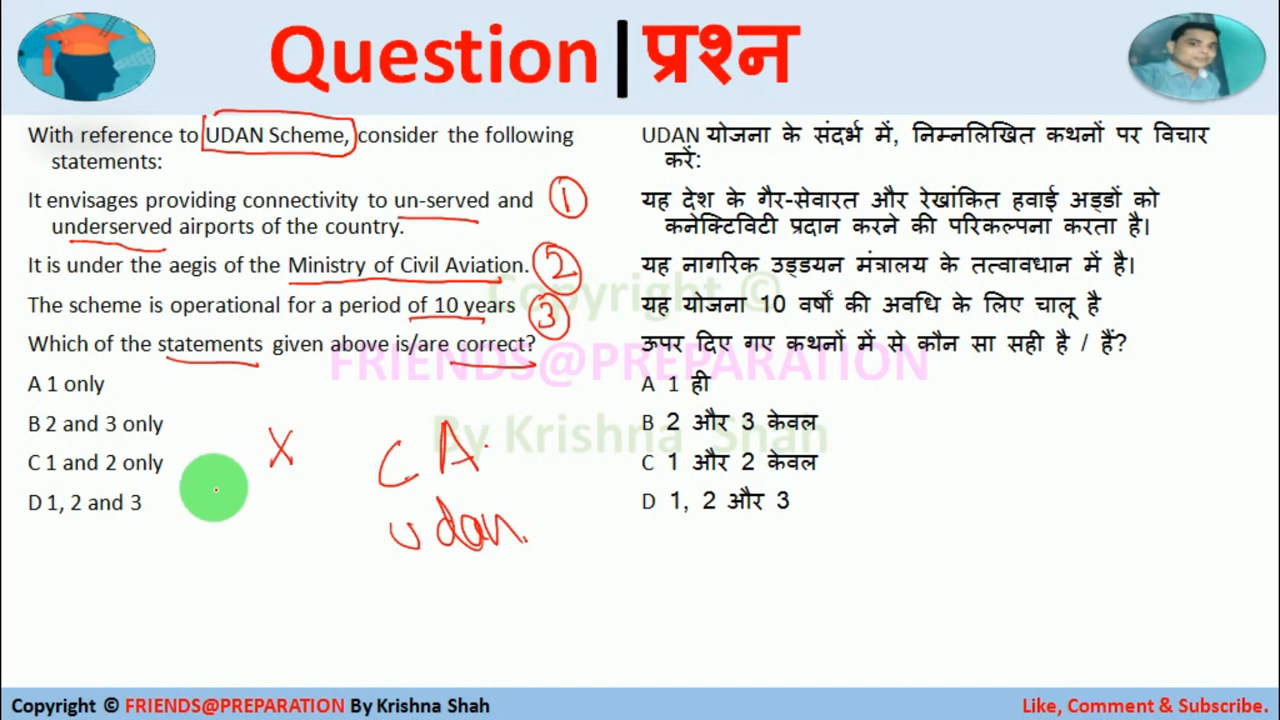 Question|प्रश्न
With reference to UDAN Scheme, consider the following
statements:
It envisages providing connectivity to un-served and
underserved airports of the country.
1
It is under the aegis of the Ministry of Civil Aviation.
2
The scheme is operational for a period of 10 years
3
Which of the statements given above is/are correct?
A 1 only
B 2 and 3 only
C 1 and 2 only
D 1, 2 and 3
X
C A.
Udan.
UDAN योजना के संदर्भ में, निम्नलिखित कथनों पर विचार
करें:
यह देश के गैर-सेवारत और रेखांकित हवाई अड्डों को
कनेक्टिविटी प्रदान करने की परिकल्पना करता है।
यह नागरिक उड्डयन मंत्रालय के तत्वावधान में है।
यह योजना 10 वर्षों की अवधि के लिए चालू है
ऊपर दिए गए कथनों में से कौन सा सही है / हैं?
A 1 ही
B 2 और 3 केवल
C 1 और 2 केवल
D 1, 2 और 3
Copyright ©
FRIENDS@PREPARATION
By Krishna Shah
Copyright © FRIENDS@PREPARATION By Krishna Shah
Like, Comment & Subscribe.